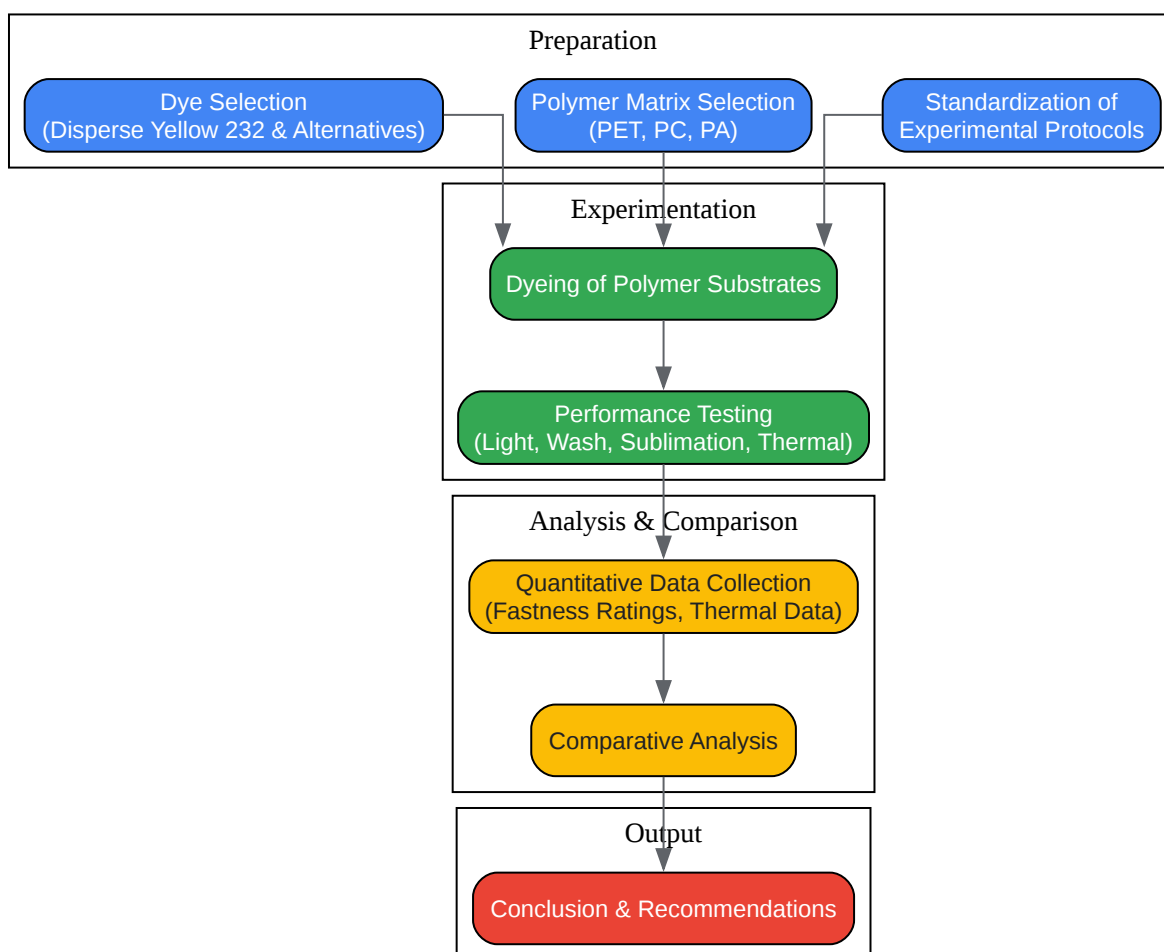 Preparation
Dye Selection
(Disperse Yellow 232 & Alternatives)
Polymer Matrix Selection
(PET, PC, PA)
Standardization of
Experimental Protocols
Experimentation
Dyeing of Polymer Substrates
Performance Testing
(Light, Wash, Sublimation, Thermal)
Analysis & Comparison
Quantitative Data Collection
(Fastness Ratings, Thermal Data)
Comparative Analysis
Output
Conclusion & Recommendations